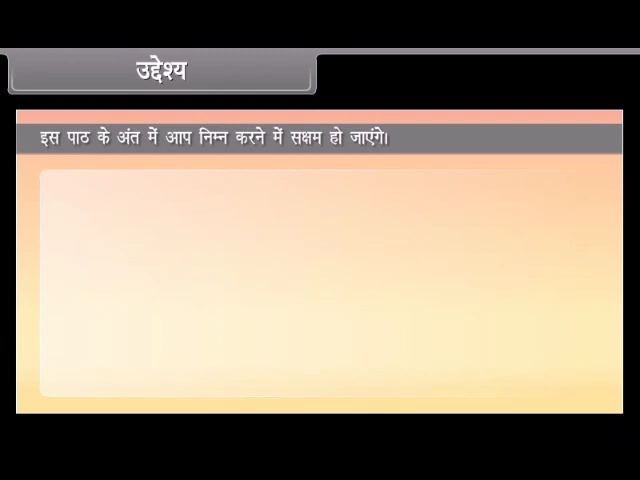 उद्देश्य
इस पाठ के अंत में आप निम्न करने में सक्षम हो जाएंगे।